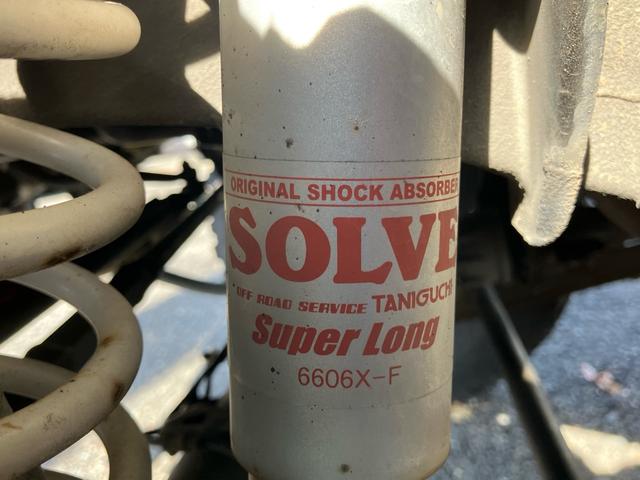 ORIGINAL SHOCK ABSORBER
SOLVE
OFF ROAD SERVICE TANIGUCHI
Super Long
6606X-F